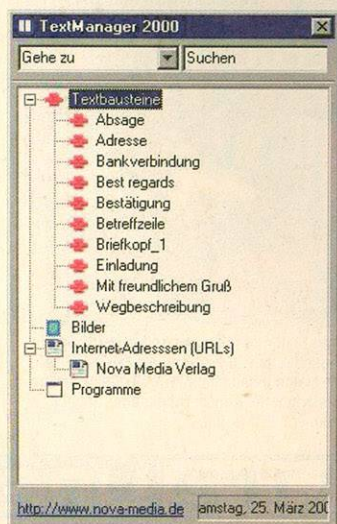 TextManager 2000
Gehe zu Suchen
Textbausteine
Absage
Adresse
Bankverbindung
Best regards
Bestätigung
Betreffzeile
Briefkopf_1
Einladung
Mit freundlichem Gruß
Wegbeschreibung
Bilder
Internet-Adresssen (URLs)
Nova Media Verlag
Programme
http://www.nova-media.de amstag, 25. März 200